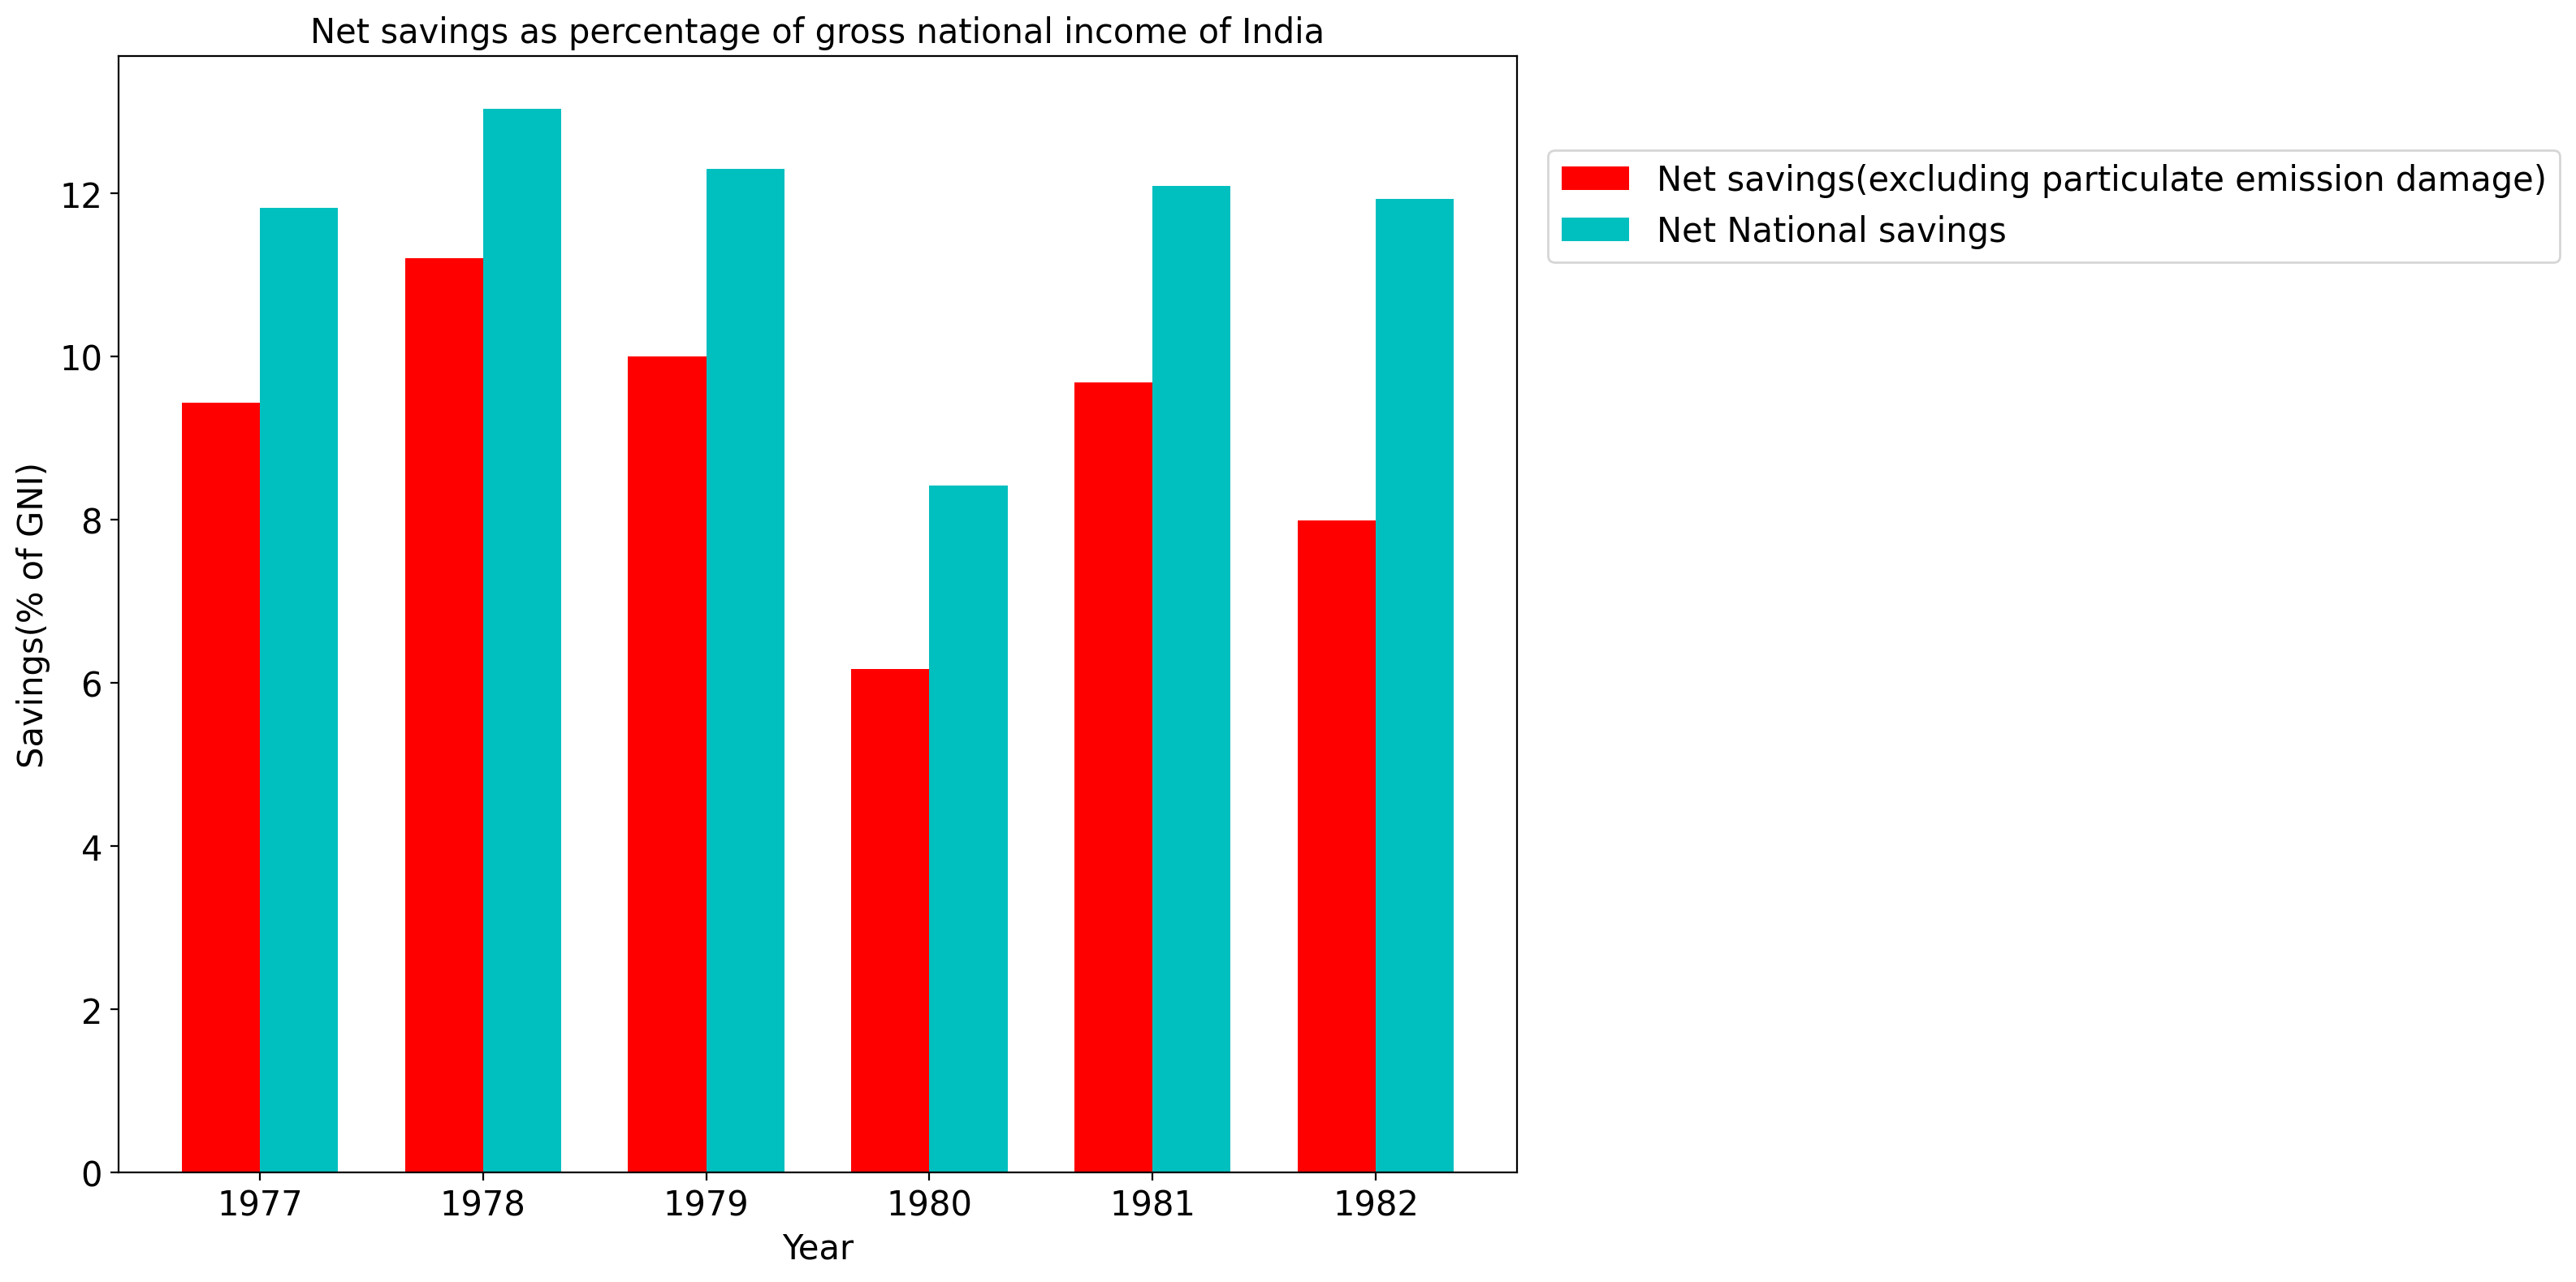 Net savings as percentage of gross national income of India
Savings(% of GNI)
12
10
8
6
4
2
0
1977 1978 1979 1980 1981 1982
Year
Net savings(excluding particulate emission damage)
Net National savings